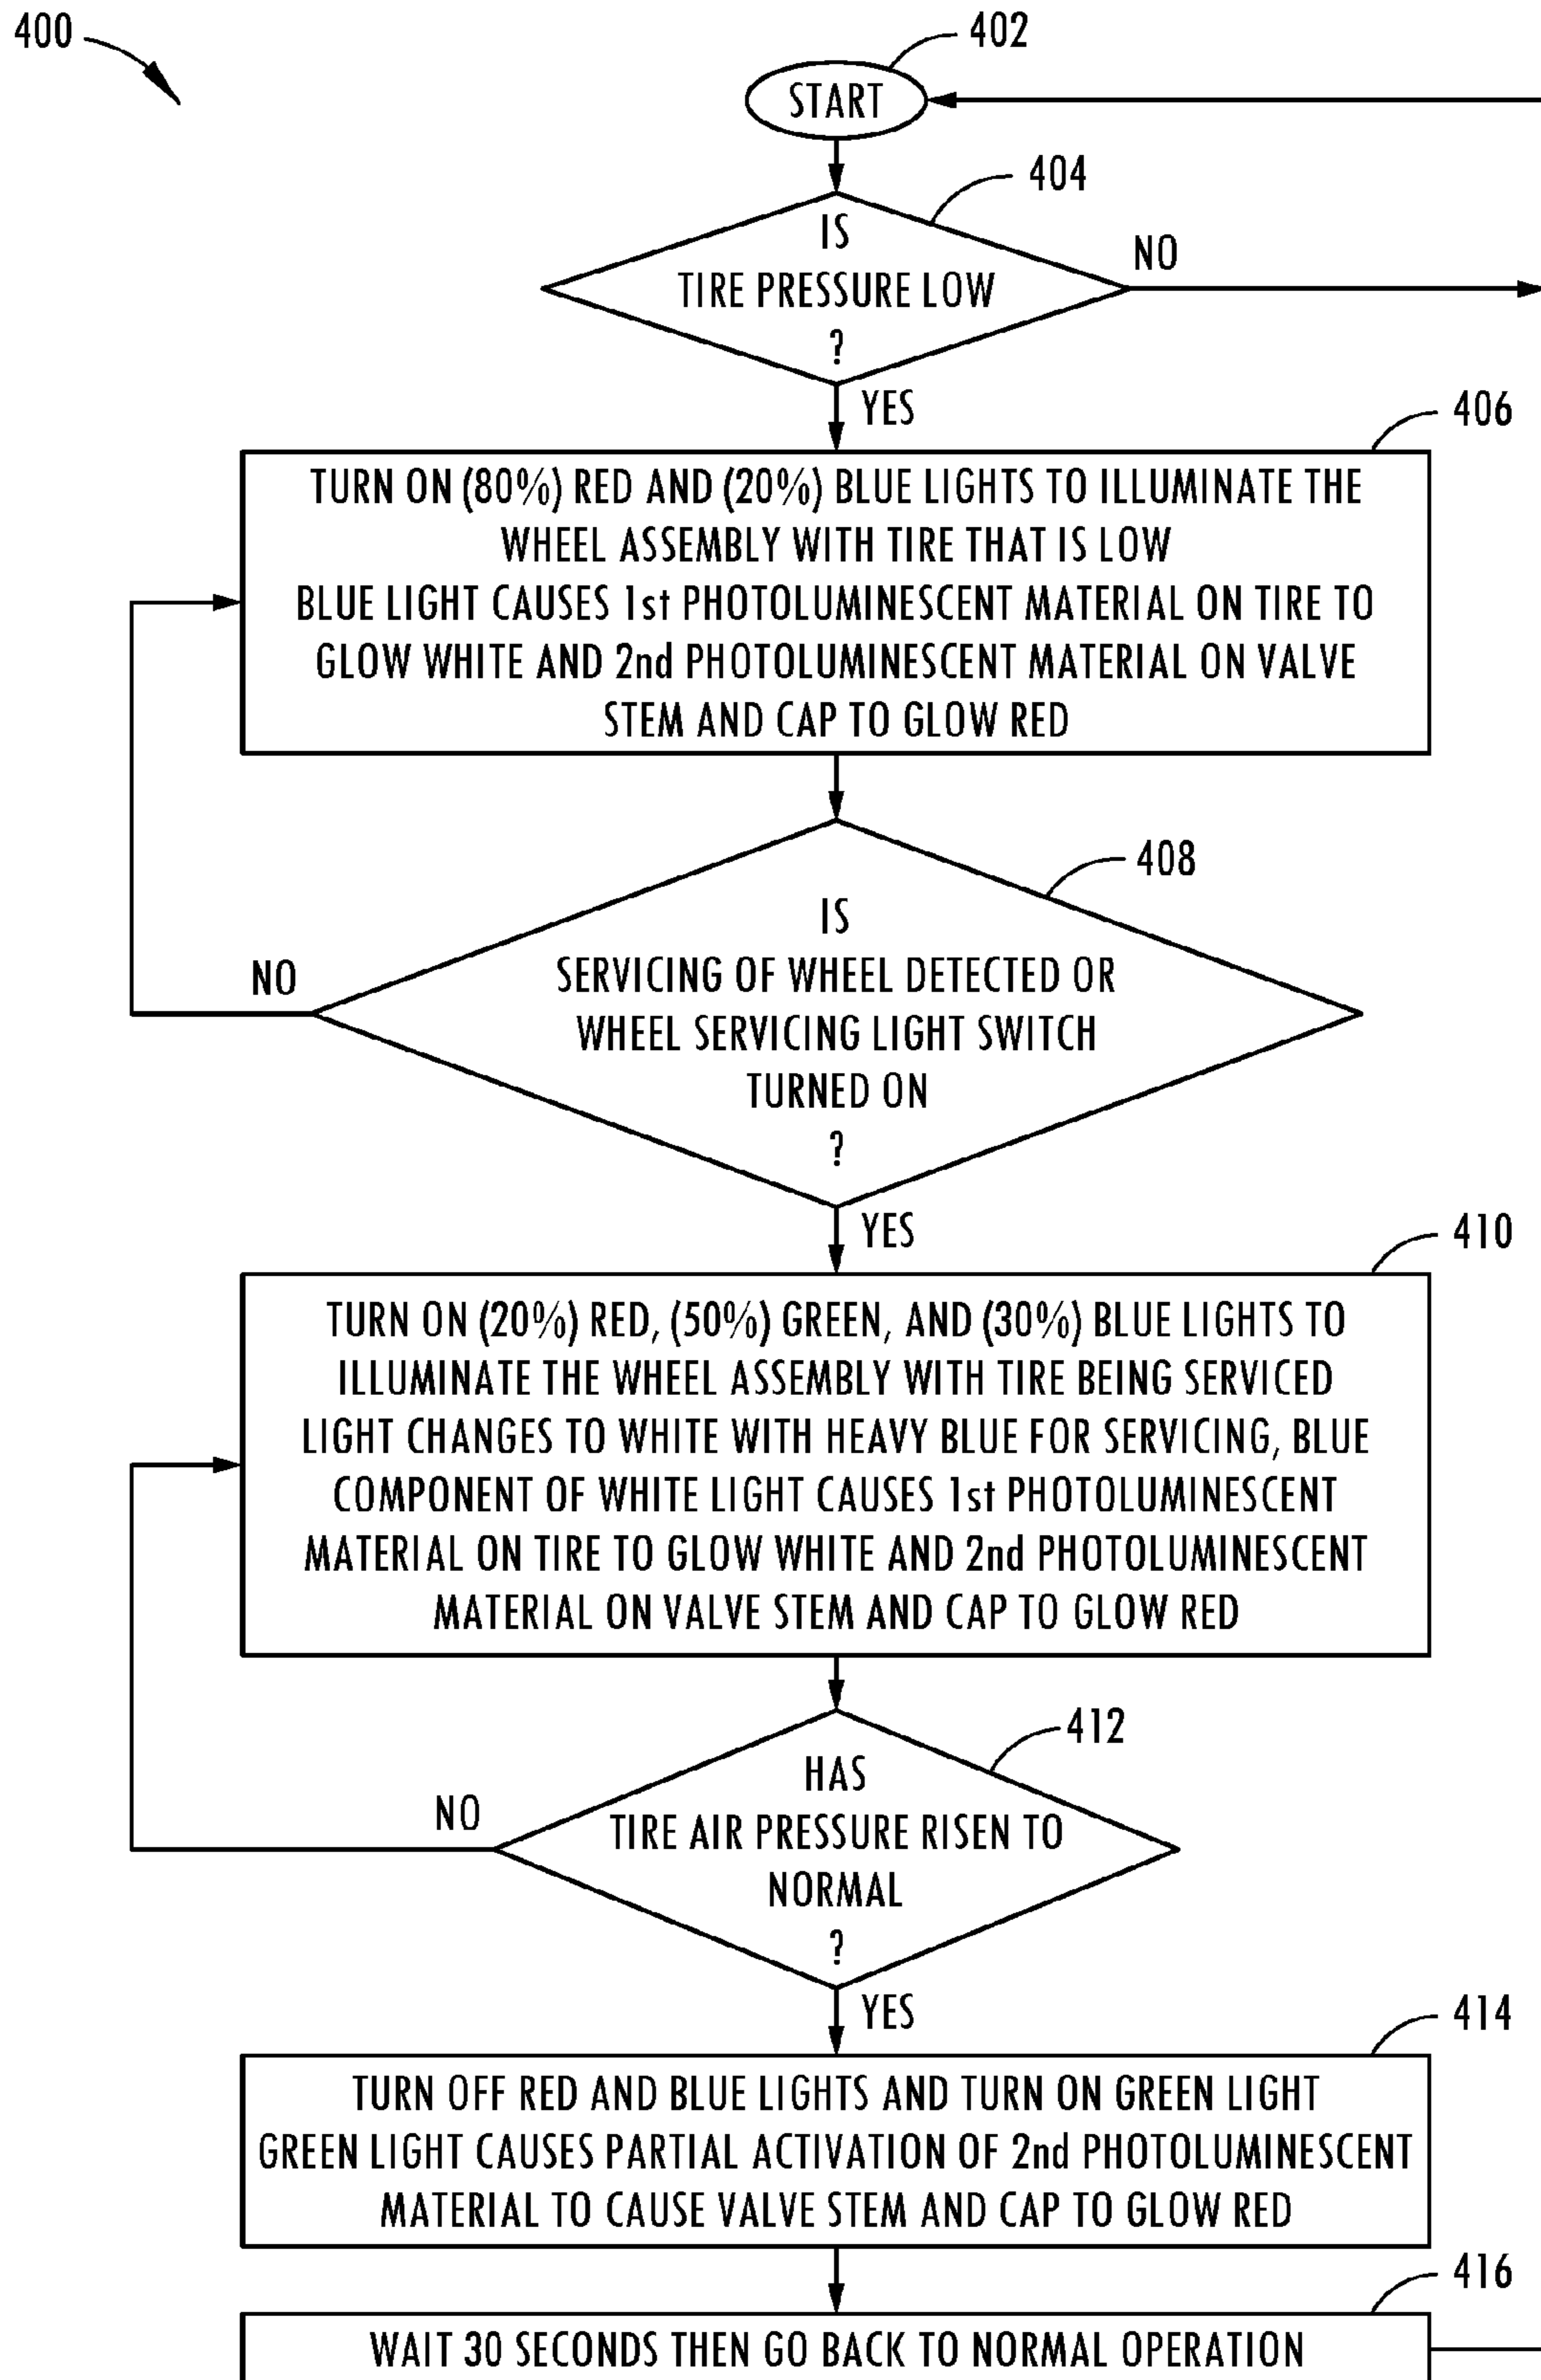 400
402
START
404
IS
TIRE PRESSURE LOW
?
NO
YES
406
TURN ON (80%) RED AND (20%) BLUE LIGHTS TO ILLUMINATE THE
WHEEL ASSEMBLY WITH TIRE THAT IS LOW
BLUE LIGHT CAUSES 1st PHOTOLUMINESCENT MATERIAL ON TIRE TO
GLOW WHITE AND 2nd PHOTOLUMINESCENT MATERIAL ON VALVE
STEM AND CAP TO GLOW RED
408
IS
SERVICING OF WHEEL DETECTED OR
WHEEL SERVICING LIGHT SWITCH
TURNED ON
?
NO
YES
410
TURN ON (20%) RED, (50%) GREEN, AND (30%) BLUE LIGHTS TO
ILLUMINATE THE WHEEL ASSEMBLY WITH TIRE BEING SERVICED
LIGHT CHANGES TO WHITE WITH HEAVY BLUE FOR SERVICING, BLUE
COMPONENT OF WHITE LIGHT CAUSES 1st PHOTOLUMINESCENT
MATERIAL ON TIRE TO GLOW WHITE AND 2nd PHOTOLUMINESCENT
MATERIAL ON VALVE STEM AND CAP TO GLOW RED
412
HAS
TIRE AIR PRESSURE RISEN TO
NORMAL
?
NO
YES
414
TURN OFF RED AND BLUE LIGHTS AND TURN ON GREEN LIGHT
GREEN LIGHT CAUSES PARTIAL ACTIVATION OF 2nd PHOTOLUMINESCENT
MATERIAL TO CAUSE VALVE STEM AND CAP TO GLOW RED
416
WAIT 30 SECONDS THEN GO BACK TO NORMAL OPERATION